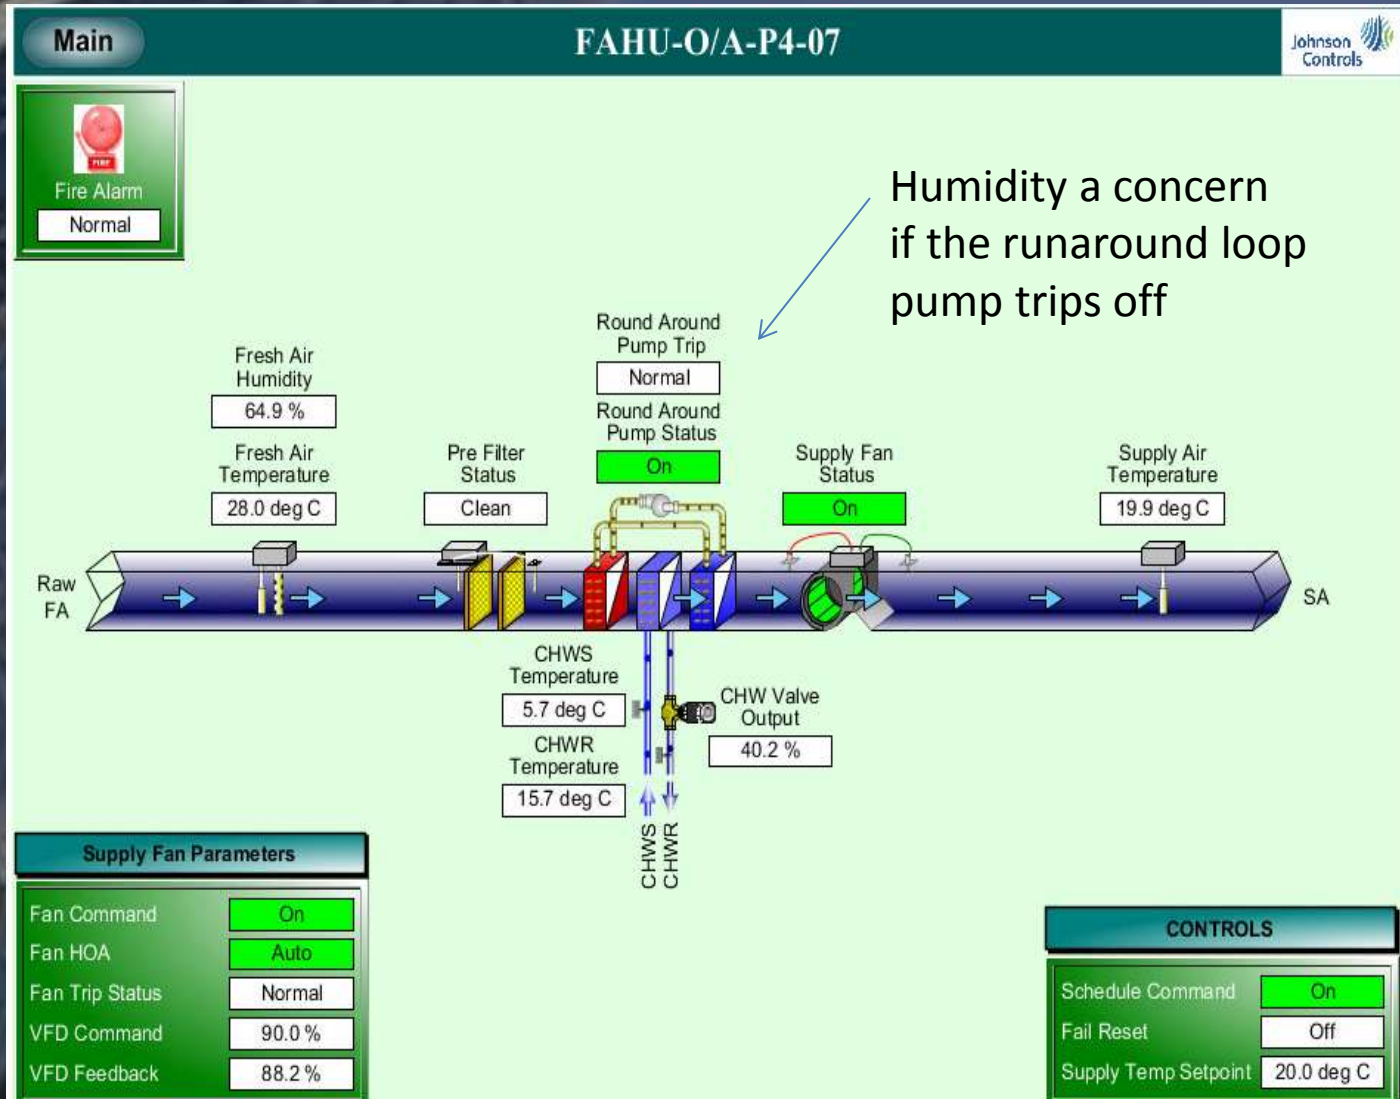 Main
FAHU-O/A-P4-07
Johnson
Controls
FIRE
Fire Alarm
Normal
Humidity a concern
if the runaround loop
pump trips off
Round Around
Pump Trip
Normal
Round Around
Pump Status
On
Fresh Air
Humidity
64.9 %
Fresh Air
Temperature
28.0 deg C
Pre Filter
Status
Clean
Supply Fan
Status
On
Supply Air
Temperature
19.9 deg C
Raw
FA
SA
CHWS
Temperature
5.7 deg C
CHWR
Temperature
15.7 deg C
CHW Valve
Output
40.2 %
CHWS
CHWR
Supply Fan Parameters
Fan Command On
Fan HOA Auto
Fan Trip Status Normal
VFD Command 90.0 %
VFD Feedback 88.2 %
CONTROLS
Schedule Command On
Fail Reset Off
Supply Temp Setpoint 20.0 deg C